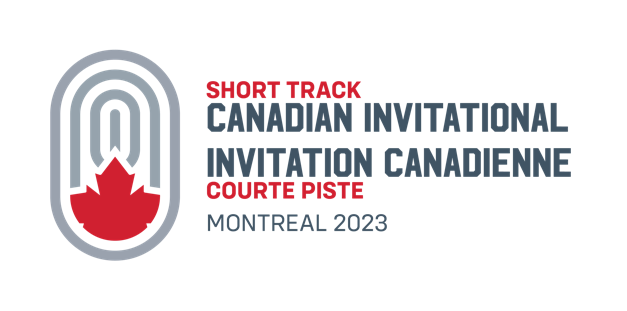 SHORT TRACK
CANADIAN INVITATIONAL
INVITATION CANADIENNE
COURTE PISTE
MONTREAL 2023